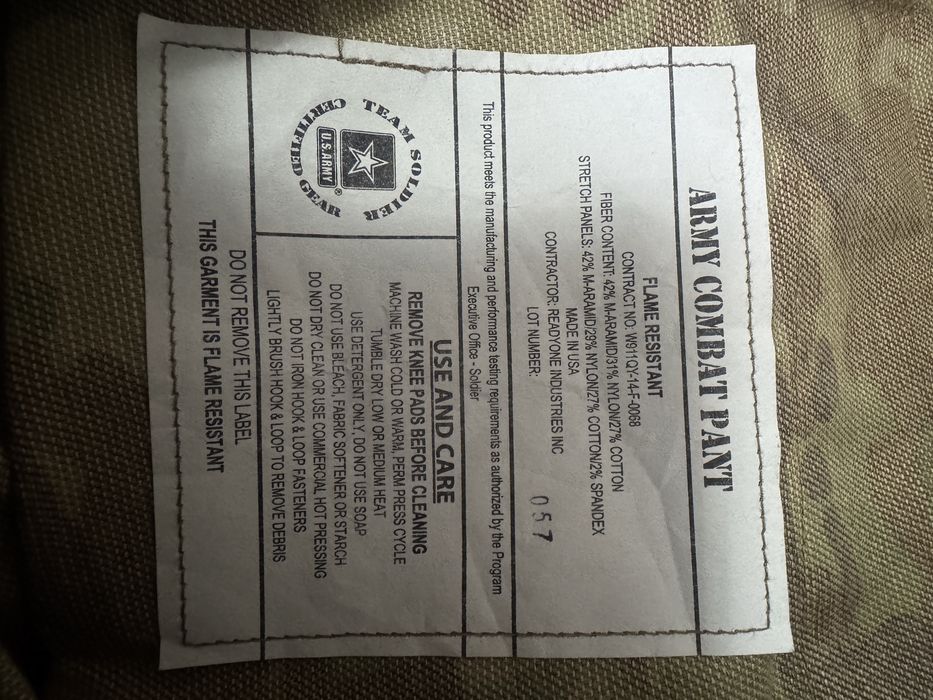 ARMY COMBAT PANT
FLAME RESISTANT
CONTRACT NO. W911QY-14-F-0068
FIBER CONTENT: 42% M-ARAMID/31% NYLON/27% COTTON
STRETCH PANELS: 42% M-ARAMID/29% NYLON/27% COTTON/2% SPANDEX
MADE IN USA
CONTRACTOR: READYONE INDUSTRIES INC
LOT NUMBER: 057
This product meets the manufacturing and performance testing requirements as authorized by the Program
Executive Office - Soldier
TEAM SOLDIER
CERTIFIED GEAR
U.S.ARMY®
USE AND CARE
REMOVE KNEE PADS BEFORE CLEANING
MACHINE WASH COLD OR WARM, PERM PRESS CYCLE
TUMBLE DRY LOW OR MEDIUM HEAT
USE DETERGENT ONLY, DO NOT USE SOAP
DO NOT USE BLEACH, FABRIC SOFTENER OR STARCH
DO NOT DRY CLEAN OR USE COMMERCIAL HOT PRESSING
DO NOT IRON HOOK & LOOP FASTENERS
LIGHTLY BRUSH HOOK & LOOP TO REMOVE DEBRIS
DO NOT REMOVE THIS LABEL
THIS GARMENT IS FLAME RESISTANT